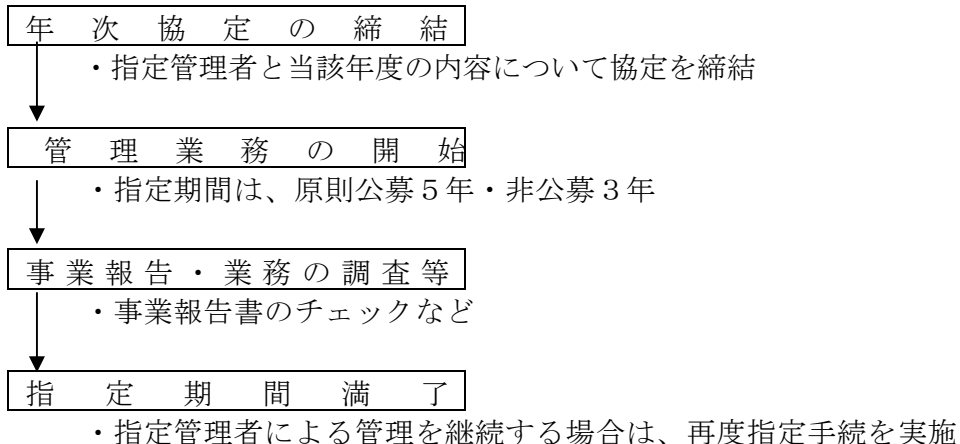 年次協定の締結
・指定管理者と当該年度の内容について協定を締結
管理業務の開始
・指定期間は、原則公募５年・非公募３年
事業報告・業務の調査等
・事業報告書のチェックなど
指定期間満了
・指定管理者による管理を継続する場合は、再度指定手続を実施